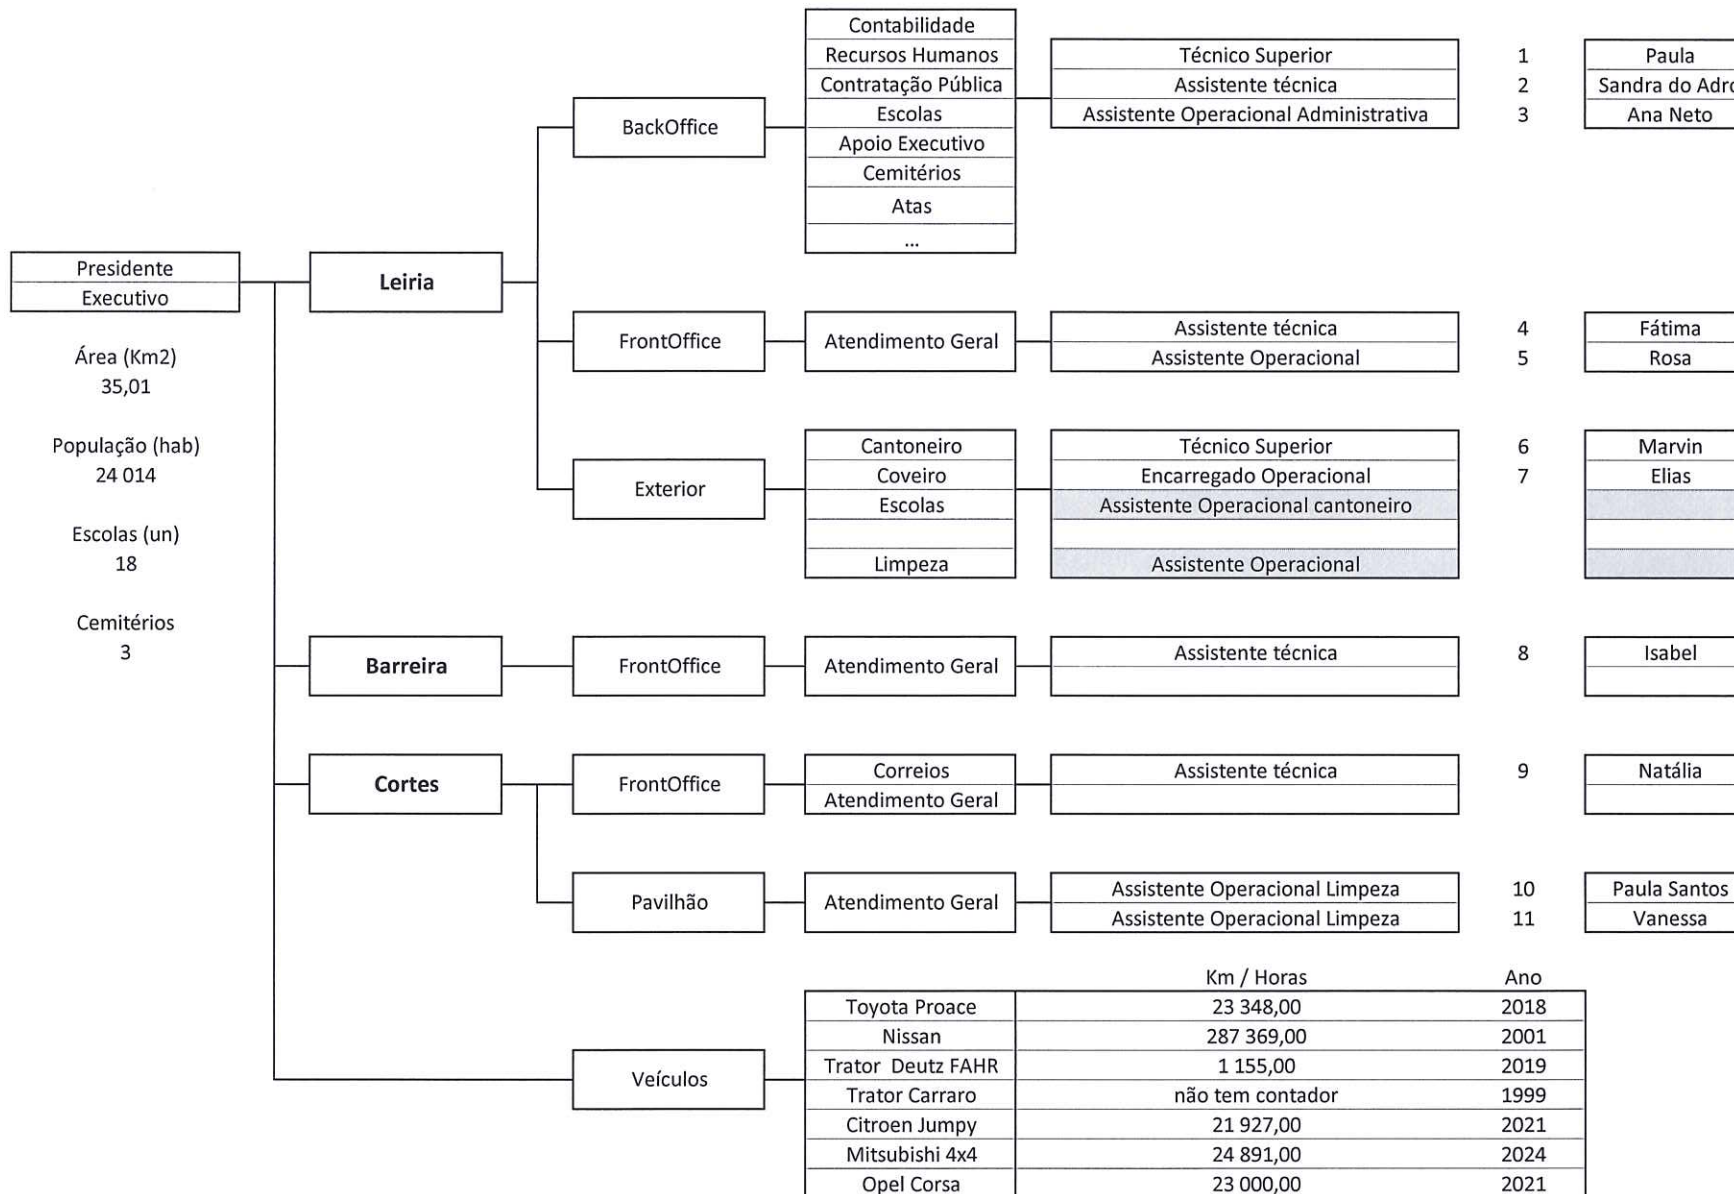 Contabilidade
Recursos Humanos
Contratação Pública
Escolas
Apoio Executivo
Cemitérios
Atas
...
BackOffice
Técnico Superior 1 Paula
Assistente técnica 2 Sandra do Adro
Assistente Operacional Administrativa 3 Ana Neto
Presidente
Executivo
Leiria
Área (Km2)
35,01
População (hab)
24 014
Escolas (un)
18
Cemitérios
3
FrontOffice
Atendimento Geral
Assistente técnica 4 Fátima
Assistente Operacional 5 Rosa
Exterior
Cantoneiro
Coveiro
Escolas
Limpeza
Técnico Superior 6 Marvin
Encarregado Operacional 7 Elias
Assistente Operacional cantoneiro
Assistente Operacional
Barreira
FrontOffice
Atendimento Geral
Assistente técnica 8 Isabel
Cortes
FrontOffice
Correios
Atendimento Geral
Assistente técnica 9 Natália
Pavilhão
Atendimento Geral
Assistente Operacional Limpeza 10 Paula Santos
Assistente Operacional Limpeza 11 Vanessa
Veículos
Km / Horas Ano
Toyota Proace 23 348,00 2018
Nissan 287 369,00 2001
Trator Deutz FAHR 1 155,00 2019
Trator Carraro não tem contador 1999
Citroen Jumpy 21 927,00 2021
Mitsubishi 4x4 24 891,00 2024
Opel Corsa 23 000,00 2021